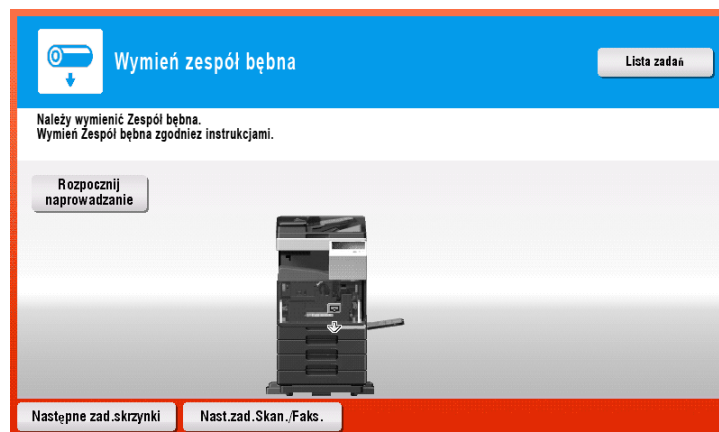 Wymień zespół bębna
Lista zadań
Należy wymienić Zespół bębna.
Wymień Zespół bębna zgodniez instrukcjami.
Rozpocznij
naprowadzanie
Następne zad.skrzynki
Nast.zad.Skan./Faks.